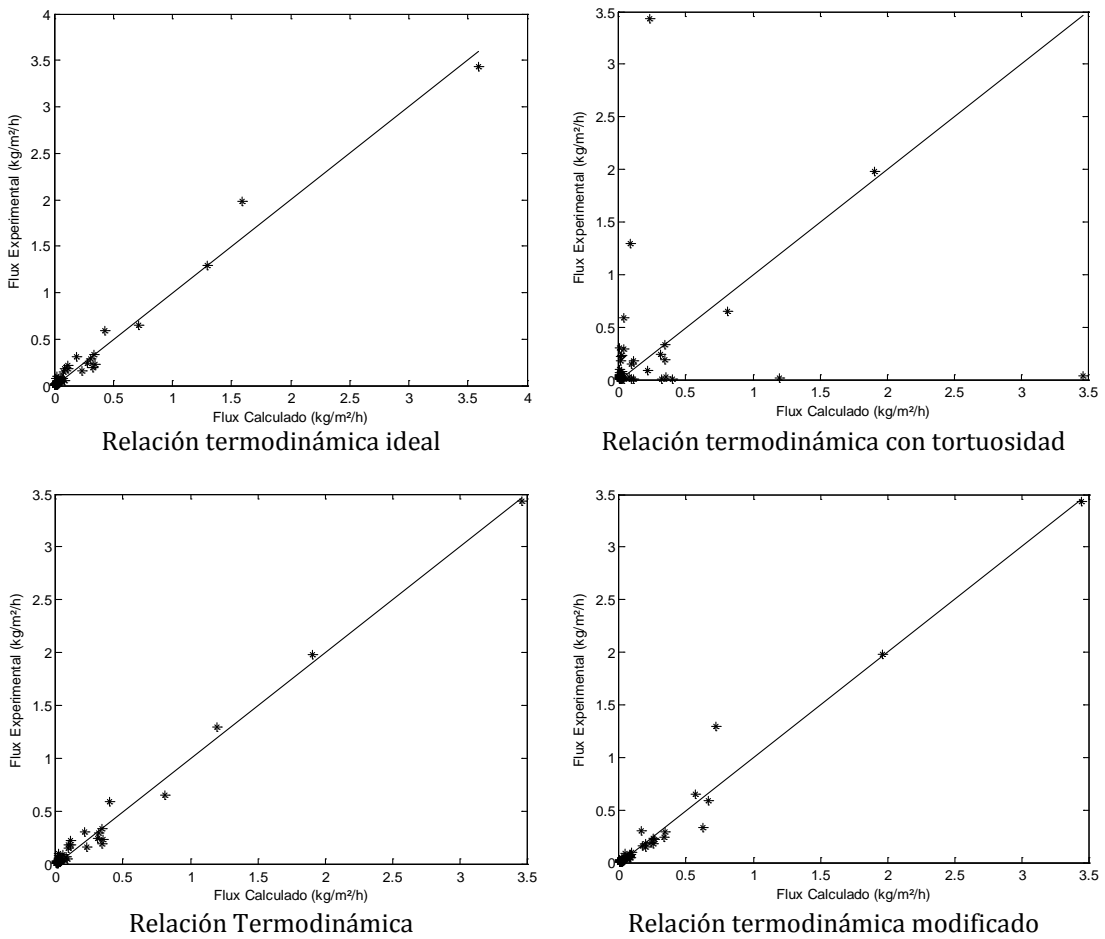 4
3.5
3
2.5
2
1.5
1
0.5
0
0 0.5 1 1.5 2 2.5 3 3.5 4
Flux Experimental (kg/m²/h)
Flux Calculado (kg/m²/h)
Relación termodinámica ideal
3.5
3
2.5
2
1.5
1
0.5
0
0 0.5 1 1.5 2 2.5 3 3.5
Flux Experimental (kg/m²/h)
Flux Calculado (kg/m²/h)
Relación termodinámica con tortuosidad
3.5
3
2.5
2
1.5
1
0.5
0
0 0.5 1 1.5 2 2.5 3 3.5
Flux Experimental (kg/m²/h)
Flux Calculado (kg/m²/h)
Relación Termodinámica
3.5
3
2.5
2
1.5
1
0.5
0
0 0.5 1 1.5 2 2.5 3 3.5
Flux Experimental (kg/m²/h)
Flux Calculado (kg/m²/h)
Relación termodinámica modificado